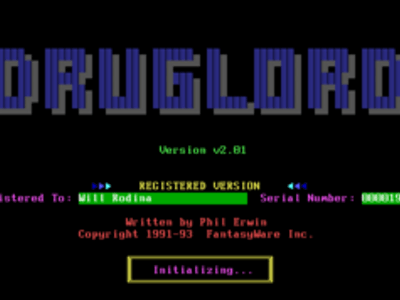 DRUGLORD
Version v2.01
REGISTERED VERSION
istered To: Will Rodina Serial Number: 000019
Written by Phil Erwin
Copyright 1991-93 FantasyWare Inc.
Initializing...